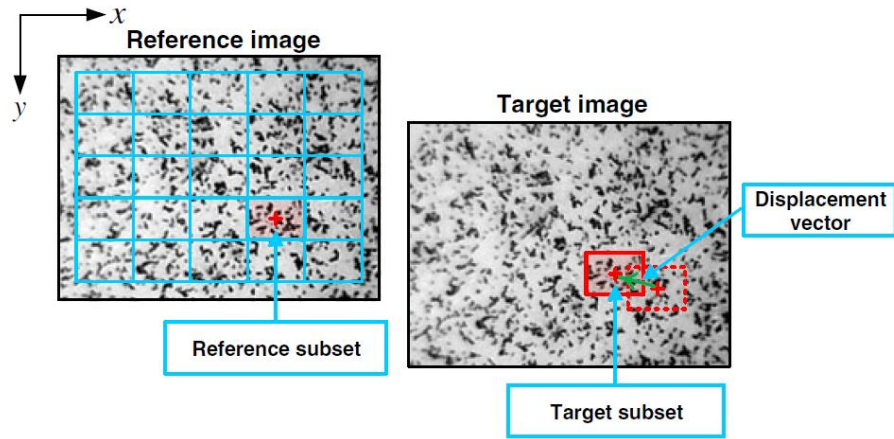 x
y
Reference image
Target image
Displacement
vector
Reference subset
Target subset